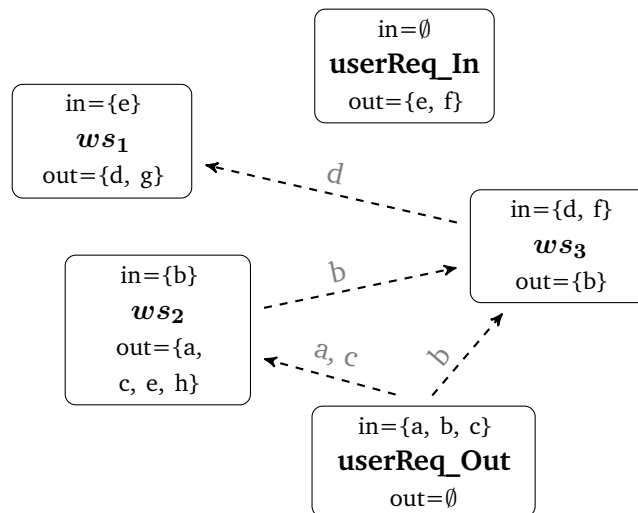 in=∅
userReq_In
out={e, f}
in={e}
ws₁
out={d, g}
d
in={d, f}
ws₃
out={b}
in={b}
ws₂
out={a,
c, e, h}
b
a, c
b
in={a, b, c}
userReq_Out
out=∅